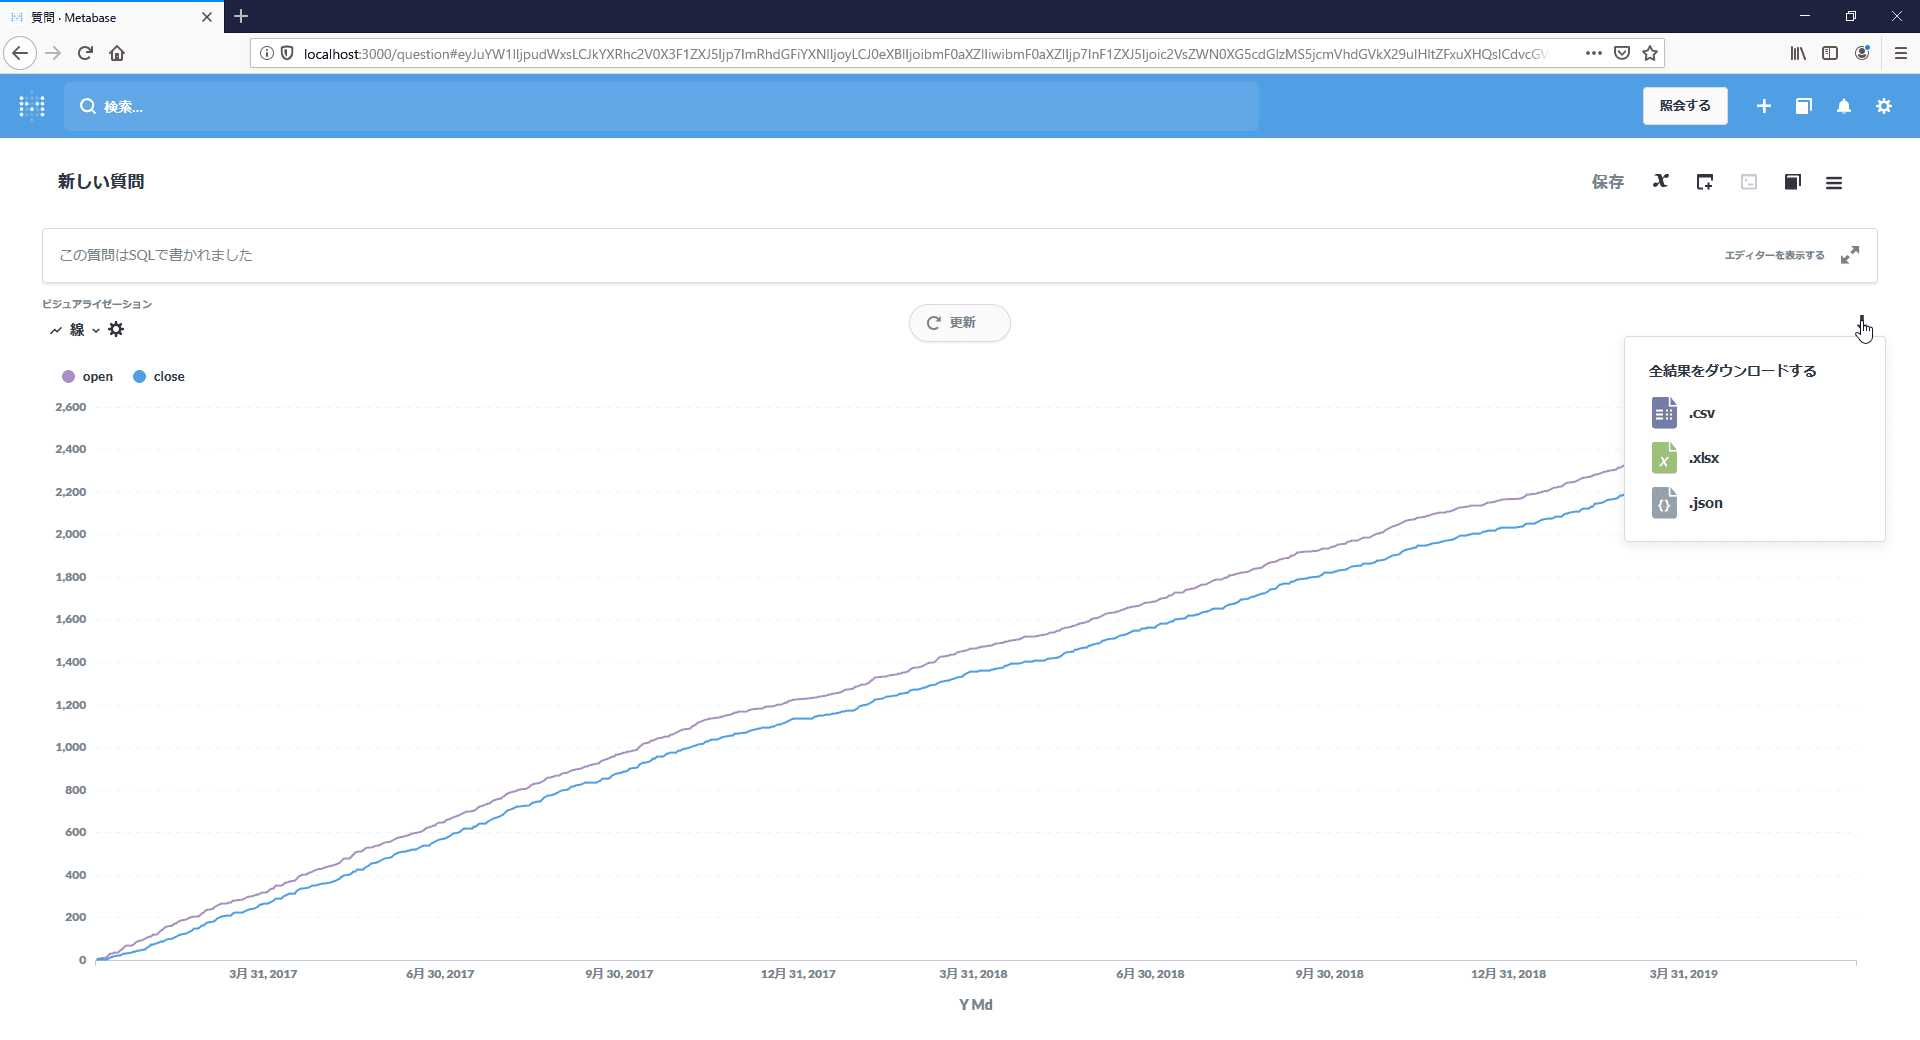 質問 · Metabase
localhost:3000/question#
検索...
照会する
新しい質問
保存
この質問はSQLで書かれました
エディターを表示する
ビジュアライゼーション
線
更新
全結果をダウンロードする
.csv
.xlsx
.json
open
close
2,600
2,400
2,200
2,000
1,800
1,600
1,400
1,200
1,000
800
600
400
200
0
3月 31, 2017
6月 30, 2017
9月 30, 2017
12月 31, 2017
3月 31, 2018
6月 30, 2018
9月 30, 2018
12月 31, 2018
3月 31, 2019
Y Md